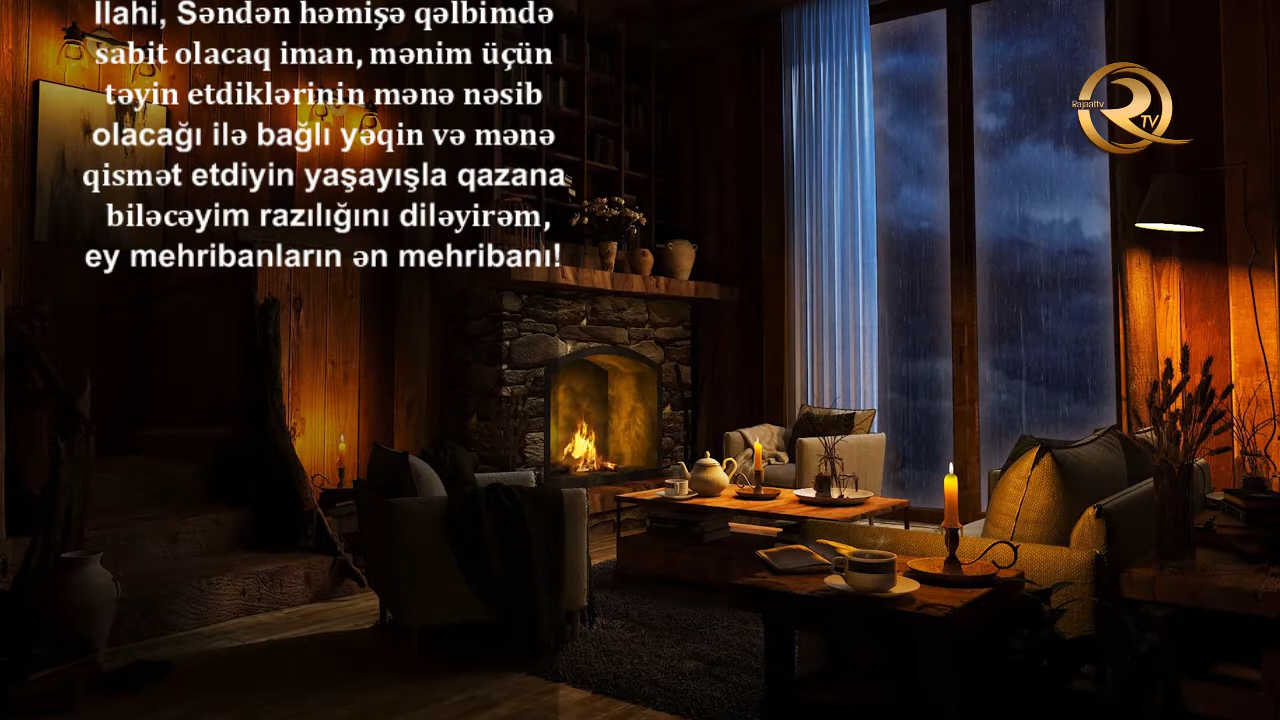 İlahi, Səndən həmişə qəlbimdə
sabit olacaq iman, mənim üçün
təyin etdiklərinin mənə nəsib
olacağı ilə bağlı yəqin və mənə
qismət etdiyin yaşayışla qazana
biləcəyim razılığını diləyirəm,
ey mehribanların ən mehribanı!
Rajaattv
R
TV